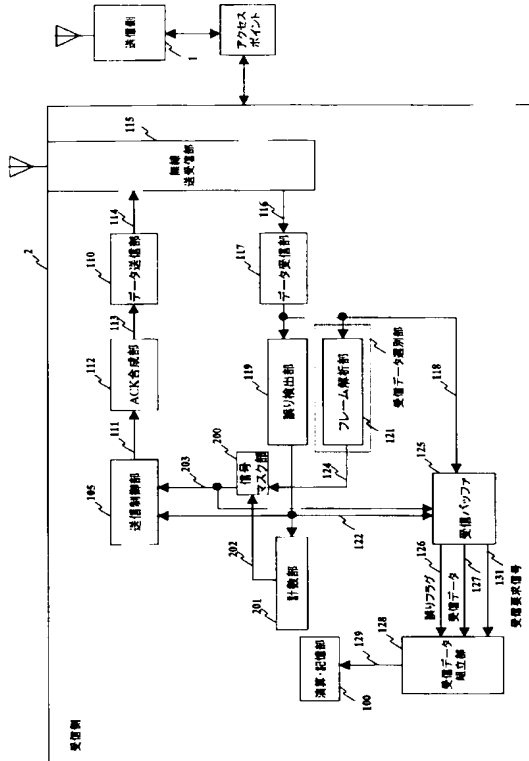 受信側
2
送信側
1
アクセス
ポイント
115
無線
送受信部
114
110
データ送信部
113
112
ACK合成部
111
105
送信制御部
116
117
データ受信部
119
誤り検出部
フレーム解析部
121
受信データ選別部
118
200
信号
マスク部
203
202
124
122
201
計数部
125
受信バッファ
126
誤りフラグ
受信データ
127
131
受信要求信号
128
受信データ
組立部
129
演算・記憶部
100